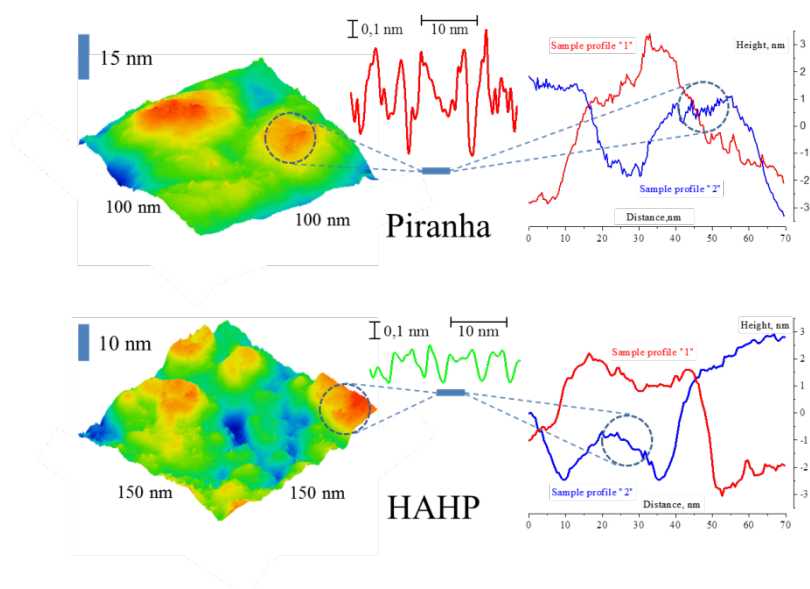 15 nm
0,1 nm
10 nm
Sample profile "1"
Height, nm
3
2
1
0
-1
-2
-3
Sample profile "2"
100 nm
100 nm
Piranha
Distance,nm
0 10 20 30 40 50 60 70
10 nm
0,1 nm
10 nm
Height, nm
Sample profile "1"
3
2
1
0
-1
-2
-3
Sample profile "2"
150 nm
150 nm
HAHP
Distance, nm
0 10 20 30 40 50 60 70